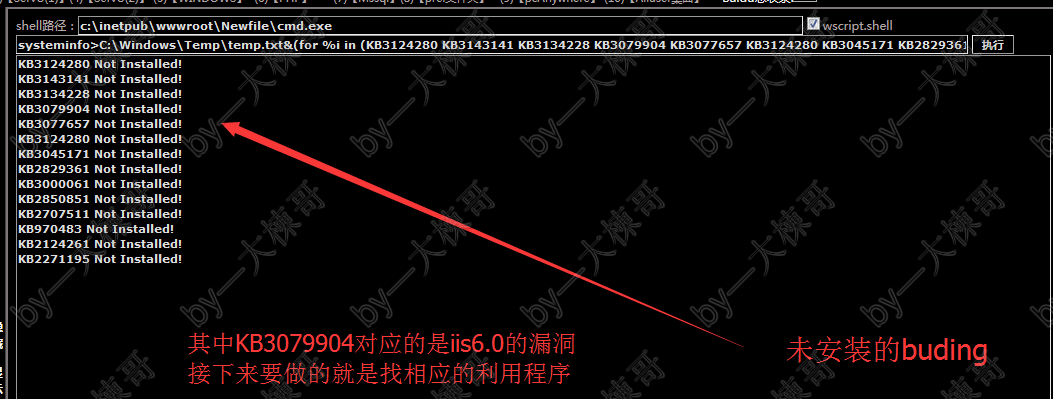 shell路径：c:\inetpub\wwwroot\Newfile\cmd.exe wscript.shell
systeminfo>C:\Windows\Temp\temp.txt&(for %i in (KB3124280 KB3143141 KB3134228 KB3079904 KB3077657 KB3124280 KB3045171 KB2829361 执行
KB3124280 Not Installed!
KB3143141 Not Installed!
KB3134228 Not Installed!
KB3079904 Not Installed!
KB3077657 Not Installed!
KB3124280 Not Installed!
KB3045171 Not Installed!
KB2829361 Not Installed!
KB3000061 Not Installed!
KB2850851 Not Installed!
KB2707511 Not Installed!
KB970483 Not Installed!
KB2124261 Not Installed!
KB2271195 Not Installed!
其中KB3079904对应的是iis6.0的漏洞
接下来要做的就是找相应的利用程序
未安装的buding
by—大棟哥